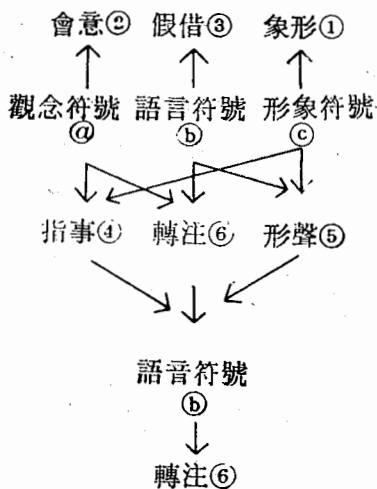 會意② 假借③ 象形①
觀念符號 語言符號 形象符號
ⓐ ⓑ ⓒ
指事④ 轉注⑥ 形聲⑤
語音符號
ⓑ
轉注⑥